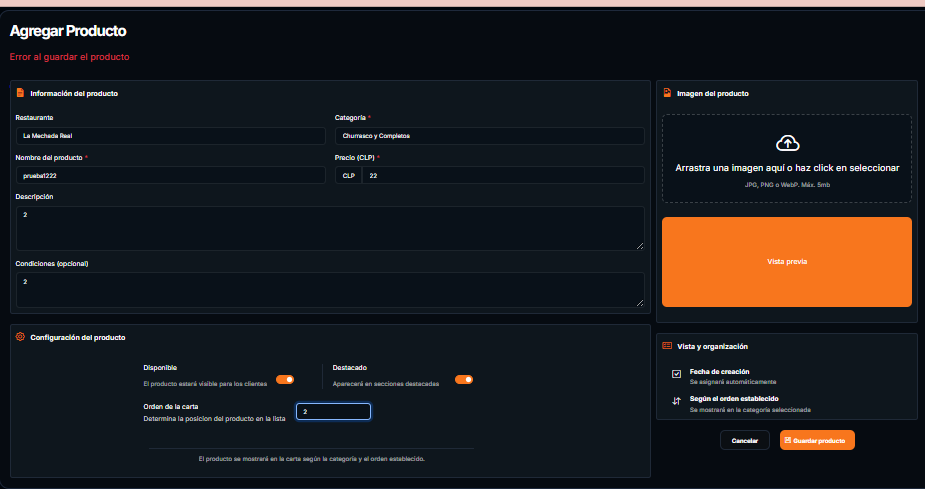 Agregar Producto
Error al guardar el producto
Información del producto
Restaurante
La Mechada Real
Categoría *
Churrasco y Completos
Nombre del producto *
prueba1222
Precio (CLP) *
CLP 22
Descripción
2
Condiciones (opcional)
2
Configuración del producto
Disponible
El producto estará visible para los clientes
Destacado
Aparecerá en secciones destacadas
Orden de la carta
Determina la posicion del producto en la lista
2
El producto se mostrará en la carta según la categoría y el orden establecido.
Imagen del producto
Arrastra una imagen aquí o haz click en seleccionar
JPG, PNG o WebP. Máx. 5mb
Vista previa
Vista y organización
Fecha de creación
Se asignará automáticamente
Según el orden establecido
Se mostrará en la categoría seleccionada
Cancelar
Guardar producto